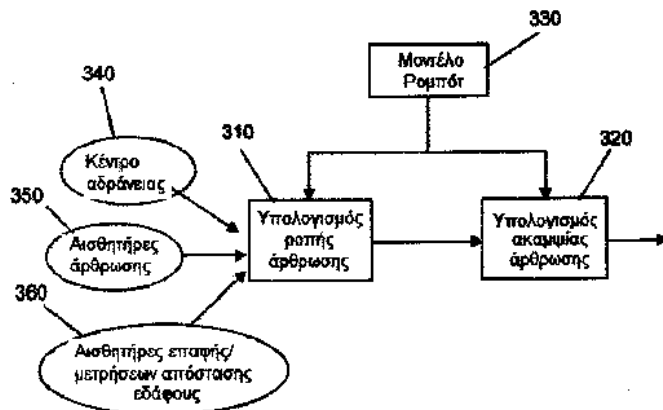 330
Μοντέλο
Ρομπότ
340
Κέντρο
αδράνειας
310
320
350
Αισθητήρες
άρθρωσης
Υπολογισμός
ροπής
άρθρωσης
Υπολογισμός
ακαμψίας
άρθρωσης
360
Αισθητήρες επαφής/
μετρήσεων απόστασης
εδάφους